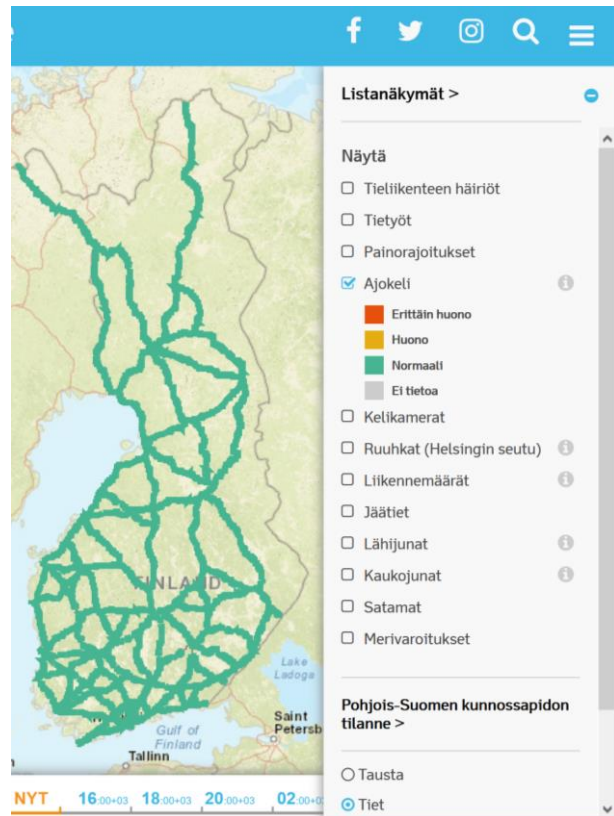 Listanäkymät >
Näytä
Tieliikenteen häiriöt
Tietyöt
Painorajoitukset
Ajokeli
Erittäin huono
Huono
Normaali
Ei tietoa
Kelikamerat
Ruuhkat (Helsingin seutu)
Liikennemäärät
Jäätiet
Lähijunat
Kaukojunat
Satamat
Merivaroitukset
Pohjois-Suomen kunnossapidon
tilanne >
Tausta
Tiet
FINLAND
Lake
Ladoga
Saint
Petersb
Gulf of
Finland
Tallinn
NYT 16:00+03 18:00+03 20:00+03 02:00+0